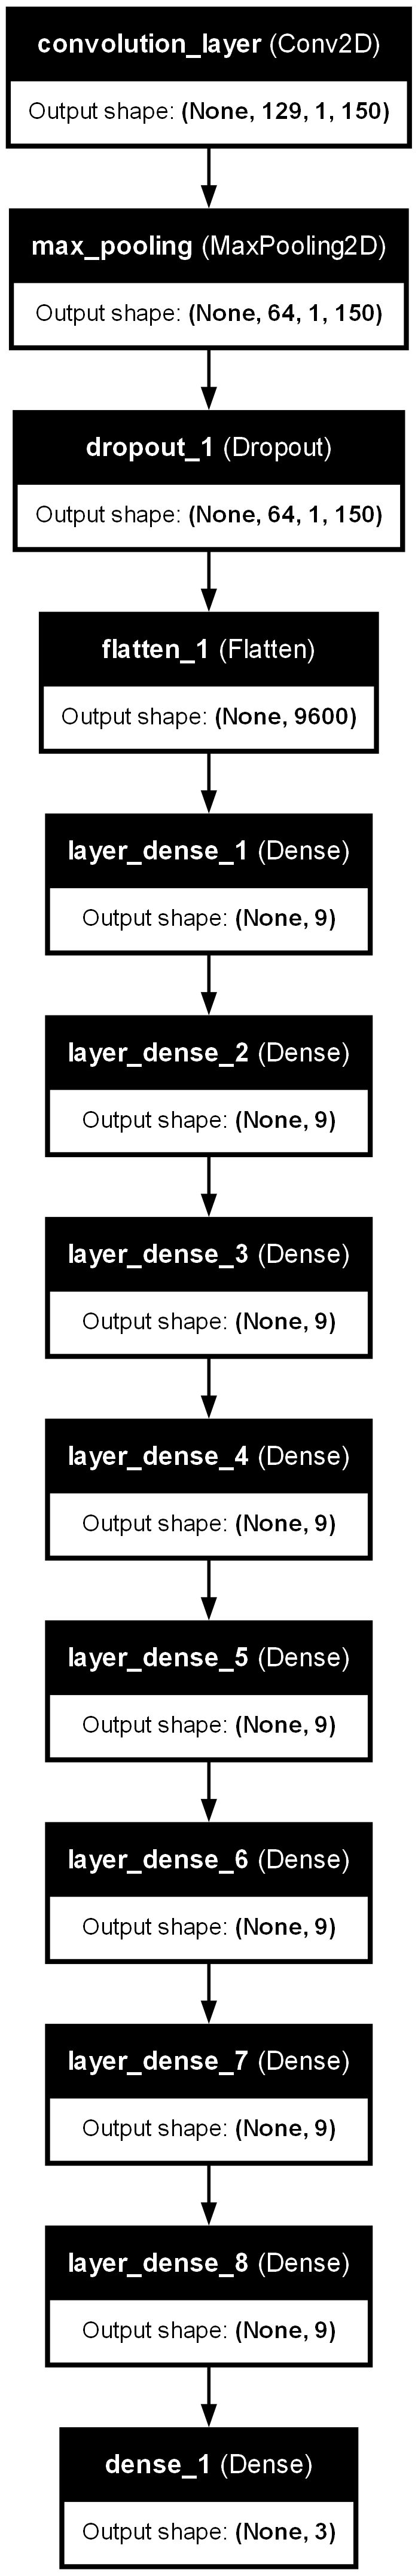 convolution_layer (Conv2D)
Output shape: (None, 129, 1, 150)
max_pooling (MaxPooling2D)
Output shape: (None, 64, 1, 150)
dropout_1 (Dropout)
Output shape: (None, 64, 1, 150)
flatten_1 (Flatten)
Output shape: (None, 9600)
layer_dense_1 (Dense)
Output shape: (None, 9)
layer_dense_2 (Dense)
Output shape: (None, 9)
layer_dense_3 (Dense)
Output shape: (None, 9)
layer_dense_4 (Dense)
Output shape: (None, 9)
layer_dense_5 (Dense)
Output shape: (None, 9)
layer_dense_6 (Dense)
Output shape: (None, 9)
layer_dense_7 (Dense)
Output shape: (None, 9)
layer_dense_8 (Dense)
Output shape: (None, 9)
dense_1 (Dense)
Output shape: (None, 3)